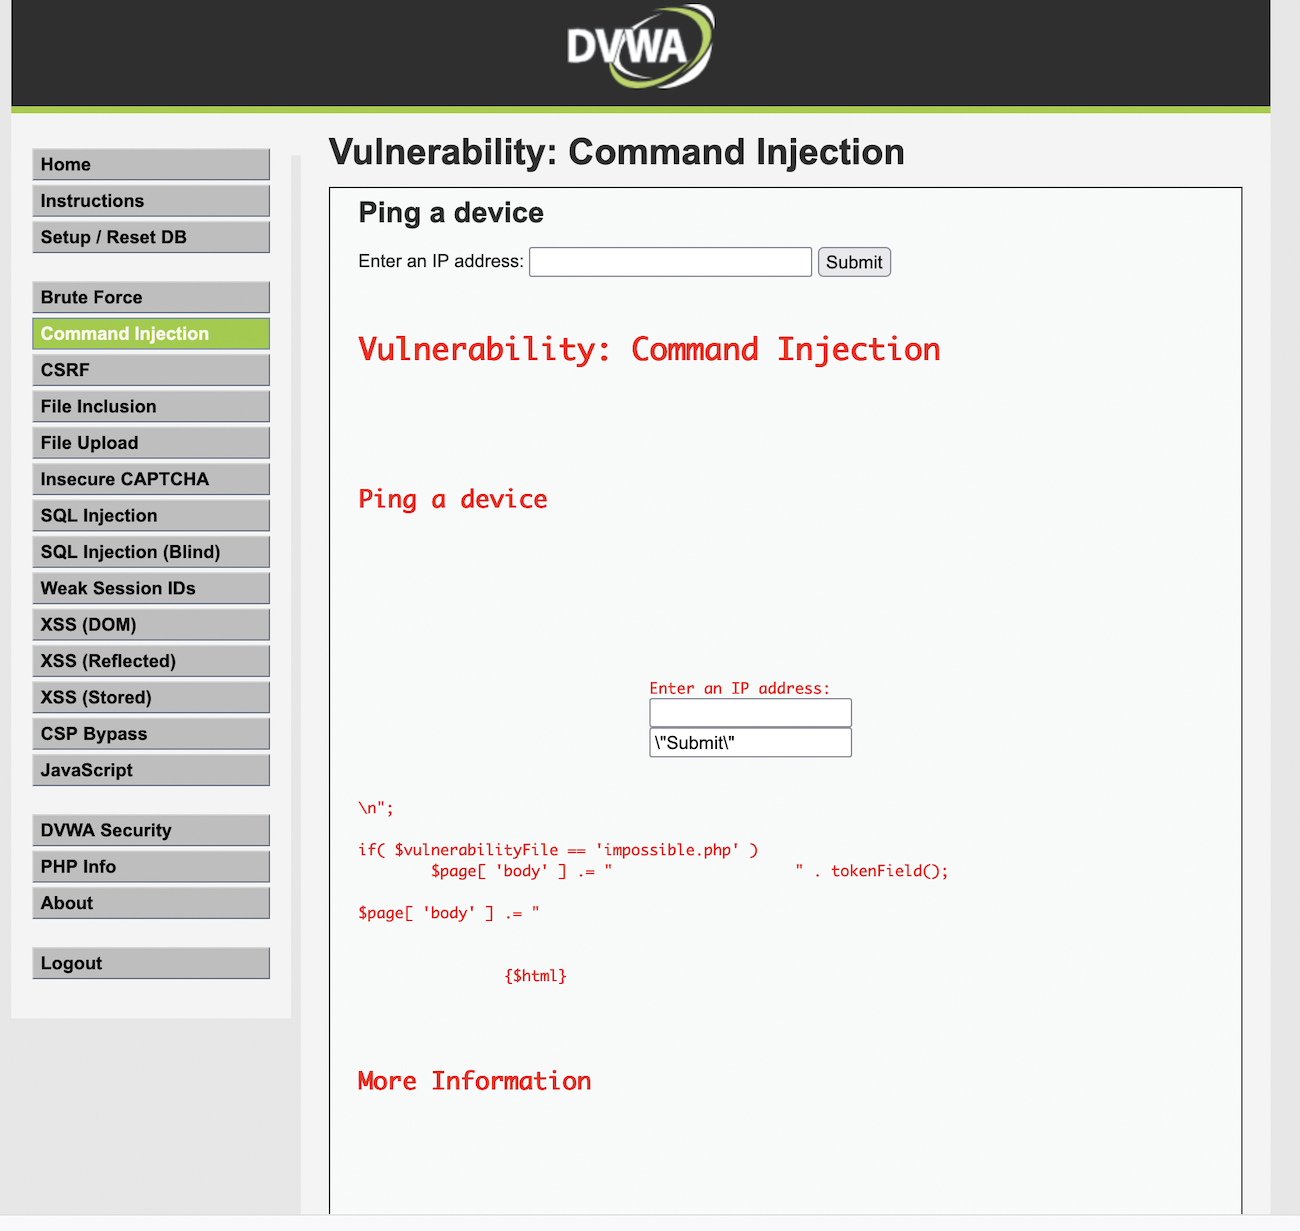 DVWA
Home
Instructions
Setup / Reset DB
Brute Force
Command Injection
CSRF
File Inclusion
File Upload
Insecure CAPTCHA
SQL Injection
SQL Injection (Blind)
Weak Session IDs
XSS (DOM)
XSS (Reflected)
XSS (Stored)
CSP Bypass
JavaScript
DVWA Security
PHP Info
About
Logout
Vulnerability: Command Injection
Ping a device
Enter an IP address: Submit
Vulnerability: Command Injection
Ping a device
Enter an IP address:
\"Submit\"
\n";
if( $vulnerabilityFile == 'impossible.php' )
$page[ 'body' ] .= " " . tokenField();
$page[ 'body' ] .= "
{$html}
More Information